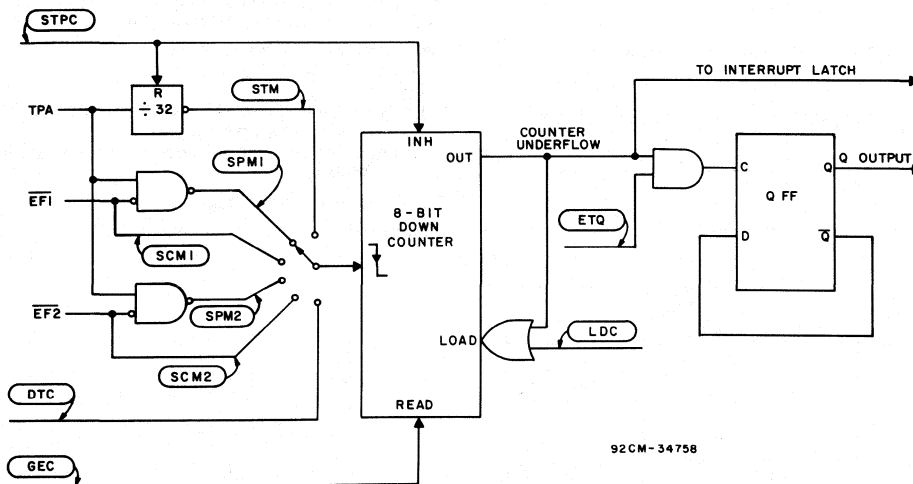 STPC
TO INTERRUPT LATCH
R
÷ 32
STM
TPA
INH
COUNTER
UNDERFLOW
OUT
SPM1
C
Q
Q OUTPUT
EF1
8-BIT
DOWN
COUNTER
Q FF
ETQ
SCM1
D
Q
EF2
SPM2
LDC
LOAD
SCM2
DTC
READ
92CM-34758
GEC